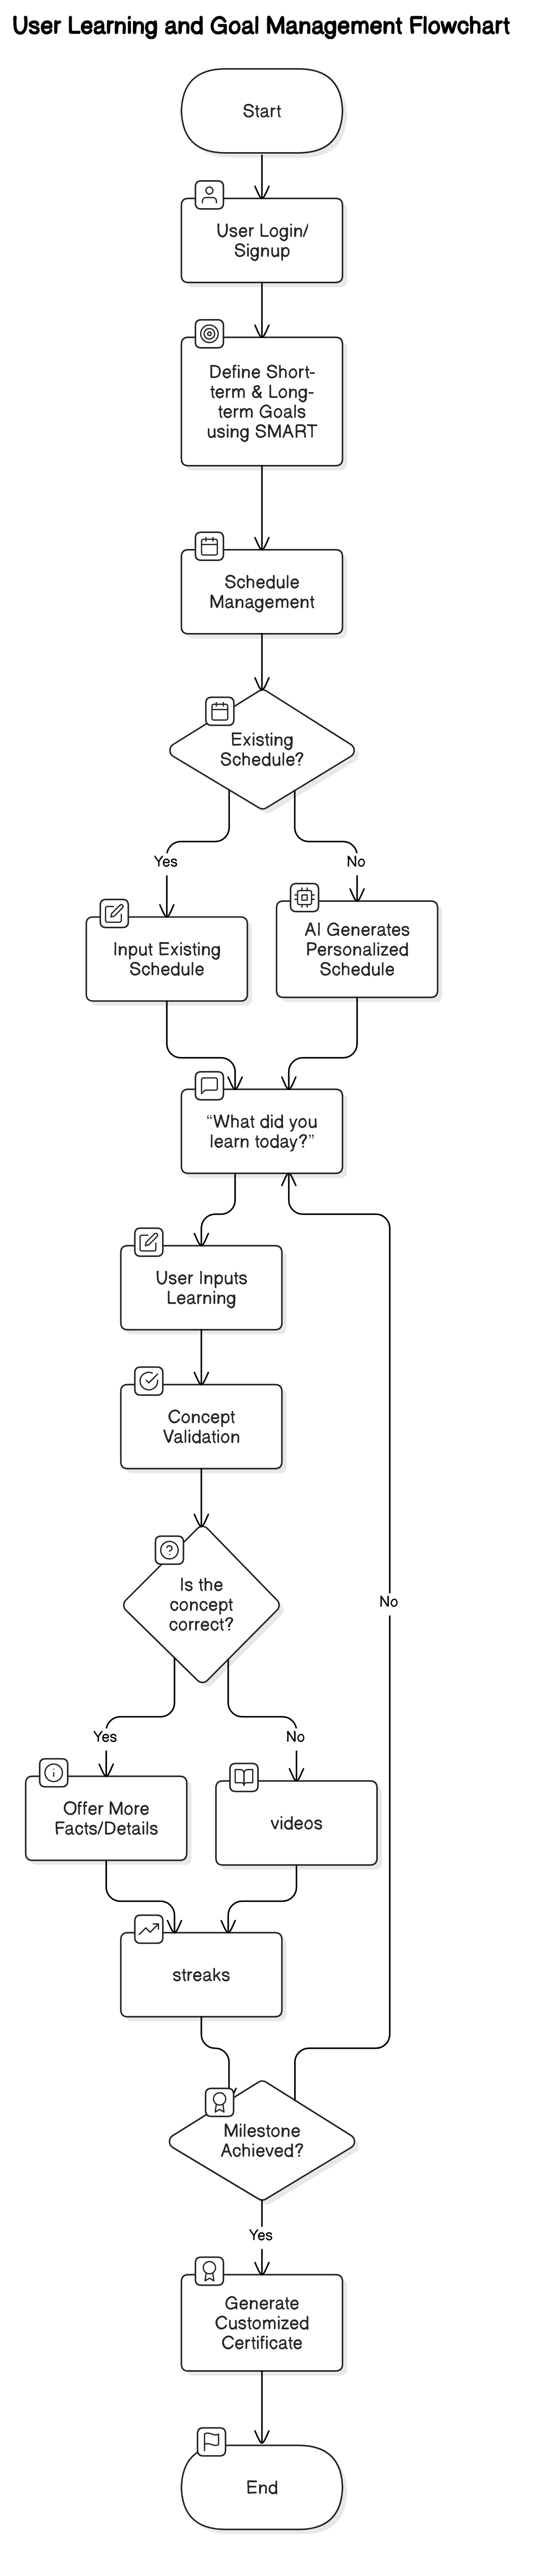 User Learning and Goal Management Flowchart
Start
User Login/
Signup
Define Short-
term & Long-
term Goals
using SMART
Schedule
Management
Existing
Schedule?
Yes
No
Input Existing
Schedule
AI Generates
Personalized
Schedule
“What did you
learn today?”
User Inputs
Learning
Concept
Validation
Is the
concept
correct?
No
Yes
No
Offer More
Facts/Details
videos
streaks
Milestone
Achieved?
Yes
Generate
Customized
Certificate
End